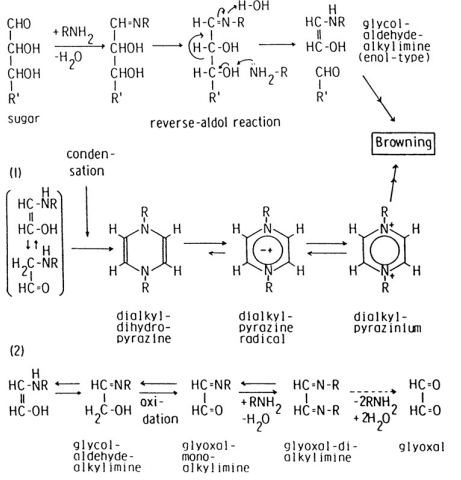 CHO
CHOH
CHOH
R'
sugar
+RNH2
-H2O
CH=NR
CHOH
CHOH
R'
H-OH
H-C=N-R
H-C-OH
H-C-OH NH2-R
R'
reverse-aldol reaction
H
HC-NR
CH-OH
CHO
R'
glycol-
aldehyde-
alkylimine
(enol-type)
Browning
(1)
conden-
sation
H
HC-NR
CH-OH
↓↑ H
H2C-NR
HC=O
R
H N H
H N H
R
dialkyl-
dihydro-
pyrazine
R
H N H
-+
H N H
R
dialkyl-
pyrazine
radical
R
H N+ H
H N+ H
R
dialkyl-
pyrazinium
(2)
H
HC-NR
HC-OH
HC=NR
H2C-OH
glycol-
aldehyde-
alkylimine
oxi-
dation
HC=NR
HC=O
glyoxal-
mono-
alkylimine
+RNH2
-H2O
HC=N-R
HC=N-R
glyoxal-di-
alkylimine
-2RNH2
+2H2O
HC=O
HC=O
glyoxal